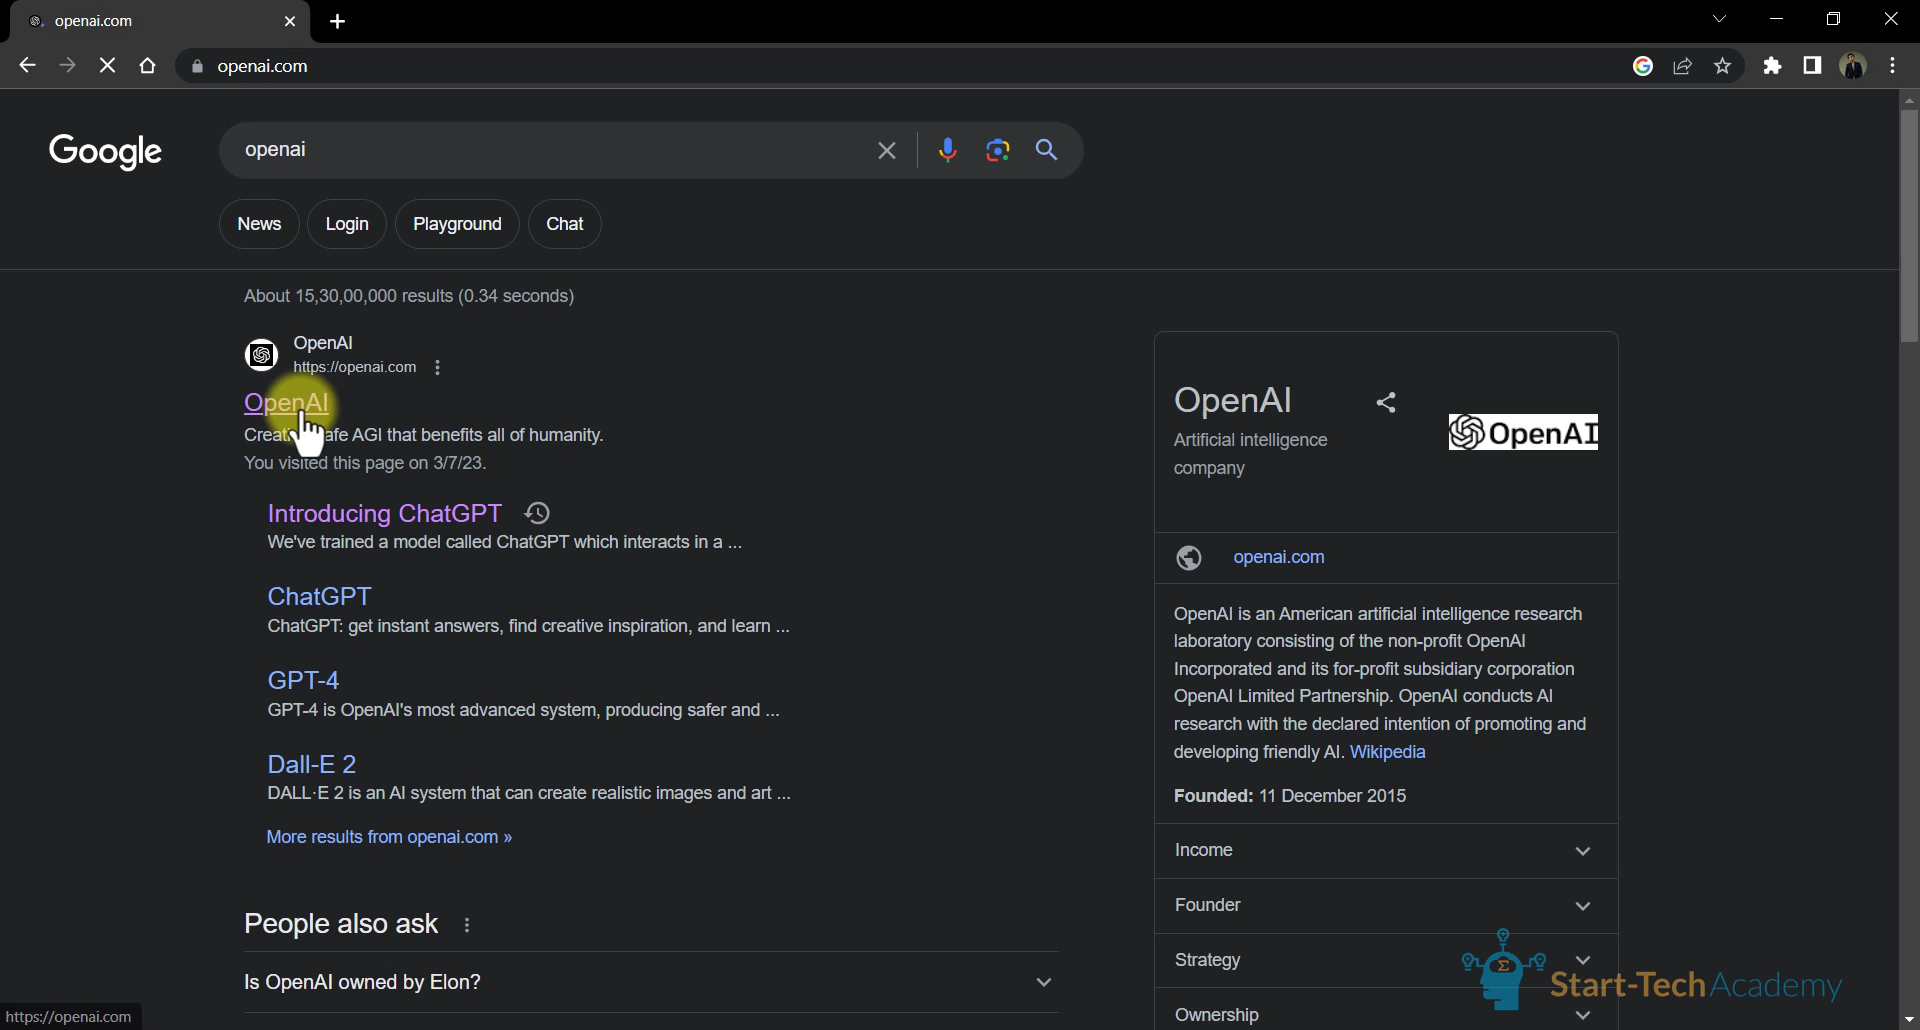 openai.com
openai.com
Google
openai
News
Login
Playground
Chat
About 15,30,00,000 results (0.34 seconds)
OpenAI
https://openai.com
OpenAI
afe AGI that benefits all of humanity.
You visited this page on 3/7/23.
Introducing ChatGPT
We've trained a model called ChatGPT which interacts in a ...
ChatGPT
ChatGPT: get instant answers, find creative inspiration, and learn ...
GPT-4
GPT-4 is OpenAI's most advanced system, producing safer and ...
Dall-E 2
DALL·E 2 is an AI system that can create realistic images and art ...
More results from openai.com »
People also ask
Is OpenAI owned by Elon?
https://openai.com
OpenAI
Artificial intelligence
company
OpenAI
openai.com
OpenAI is an American artificial intelligence research
laboratory consisting of the non-profit OpenAI
Incorporated and its for-profit subsidiary corporation
OpenAI Limited Partnership. OpenAI conducts AI
research with the declared intention of promoting and
developing friendly AI. Wikipedia
Founded: 11 December 2015
Income
Founder
Strategy
Ownership
Start-Tech Academy